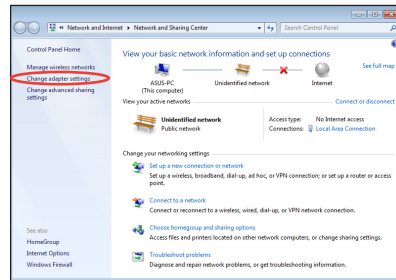 « Network and Internet ▸ Network and Sharing Center
Search Control Panel
Control Panel Home
Manage wireless networks
Change adapter settings
Change advanced sharing
settings
See also
HomeGroup
Internet Options
Windows Firewall
View your basic network information and set up connections
See full map
ASUS-PC
(This computer)
Unidentified network
Internet
View your active networks
Connect or disconnect
Unidentified network
Public network
Access type: No Internet access
Connections: Local Area Connection
Change your networking settings
Set up a new connection or network
Set up a wireless, broadband, dial-up, ad hoc, or VPN connection; or set up a router or access
point.
Connect to a network
Connect or reconnect to a wireless, wired, dial-up, or VPN network connection.
Choose homegroup and sharing options
Access files and printers located on other network computers, or change sharing settings.
Troubleshoot problems
Diagnose and repair network problems, or get troubleshooting information.